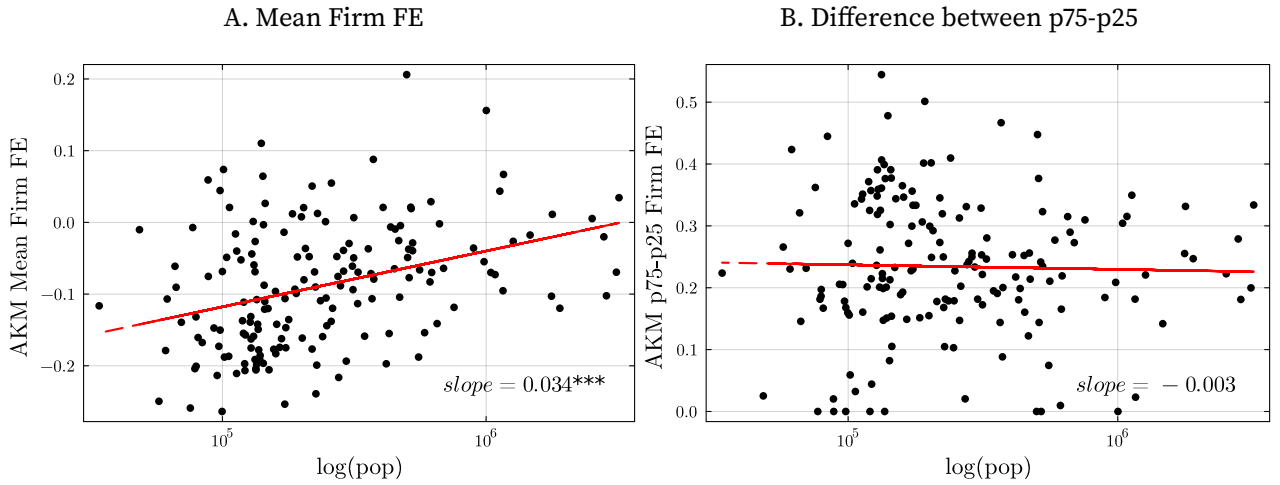 A. Mean Firm FE
AKM Mean Firm FE
0.2
0.1
0.0
−0.1
−0.2
slope = 0.034***
10^5
10^6
log(pop)
B. Difference between p75-p25
AKM p75-p25 Firm FE
0.5
0.4
0.3
0.2
0.1
0.0
slope = − 0.003
10^5
10^6
log(pop)